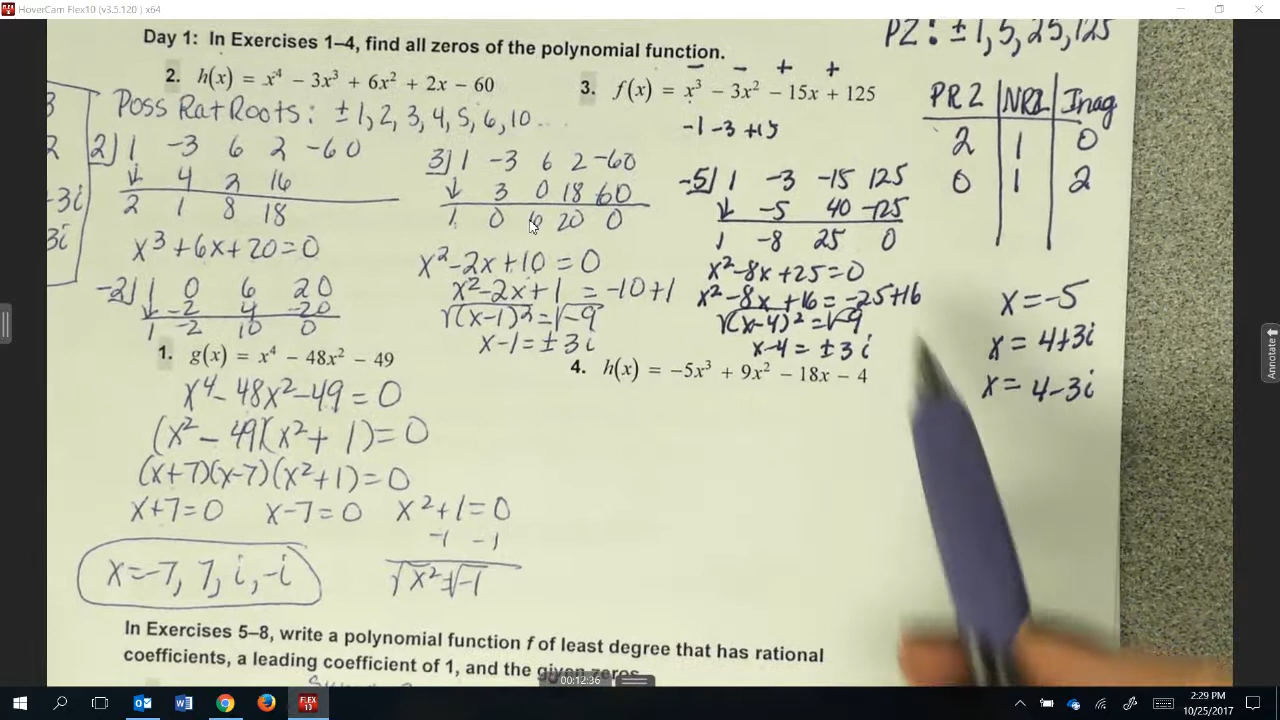 HoverCam Flex10 (v3.5.120 ) x64
Day 1: In Exercises 1–4, find all zeros of the polynomial function.
PZ: ±1, 5, 25, 125
2. h(x) = x⁴ − 3x³ + 6x² + 2x − 60
Poss Rat Roots: ±1, 2, 3, 4, 5, 6, 10 ...
2) 1 -3 6 2 -60
↓ 4 2 16
2 1 8 18
x³ + 6x + 20 = 0
-2) 1 0 6 20
↓ -2 4 -20
1 -2 10 0
3) 1 -3 6 2 -60
↓ 3 0 18 60
1 0 6 20 0
x² - 2x + 10 = 0
x² - 2x + 1 = -10 + 1
√(x-1)² = √-9
x - 1 = ± 3i
3. f(x) = x³ − 3x² − 15x + 125
- - + +
-1 -3 +15
-5) 1 -3 -15 125
↓ -5 40 -125
1 -8 25 0
x² - 8x + 25 = 0
x² - 8x + 16 = -25 + 16
√(x-4)² = √-9
x - 4 = ± 3i
PRZ NRZ Imag
2 1 0
0 1 2
x = -5
x = 4+3i
x = 4-3i
3
2
-3i
3i
1. g(x) = x⁴ − 48x² − 49
x⁴ - 48x² - 49 = 0
(x² - 49)(x² + 1) = 0
(x+7)(x-7)(x²+1) = 0
x+7=0 x-7=0 x²+1=0
-1 -1
√x² = √-1
x = -7, 7, i, -i
4. h(x) = −5x³ + 9x² − 18x − 4
In Exercises 5–8, write a polynomial function f of least degree that has rational
coefficients, a leading coefficient of 1, and the given zeros.
00:12:36
Annotate
FLEX
10
2:29 PM
10/25/2017